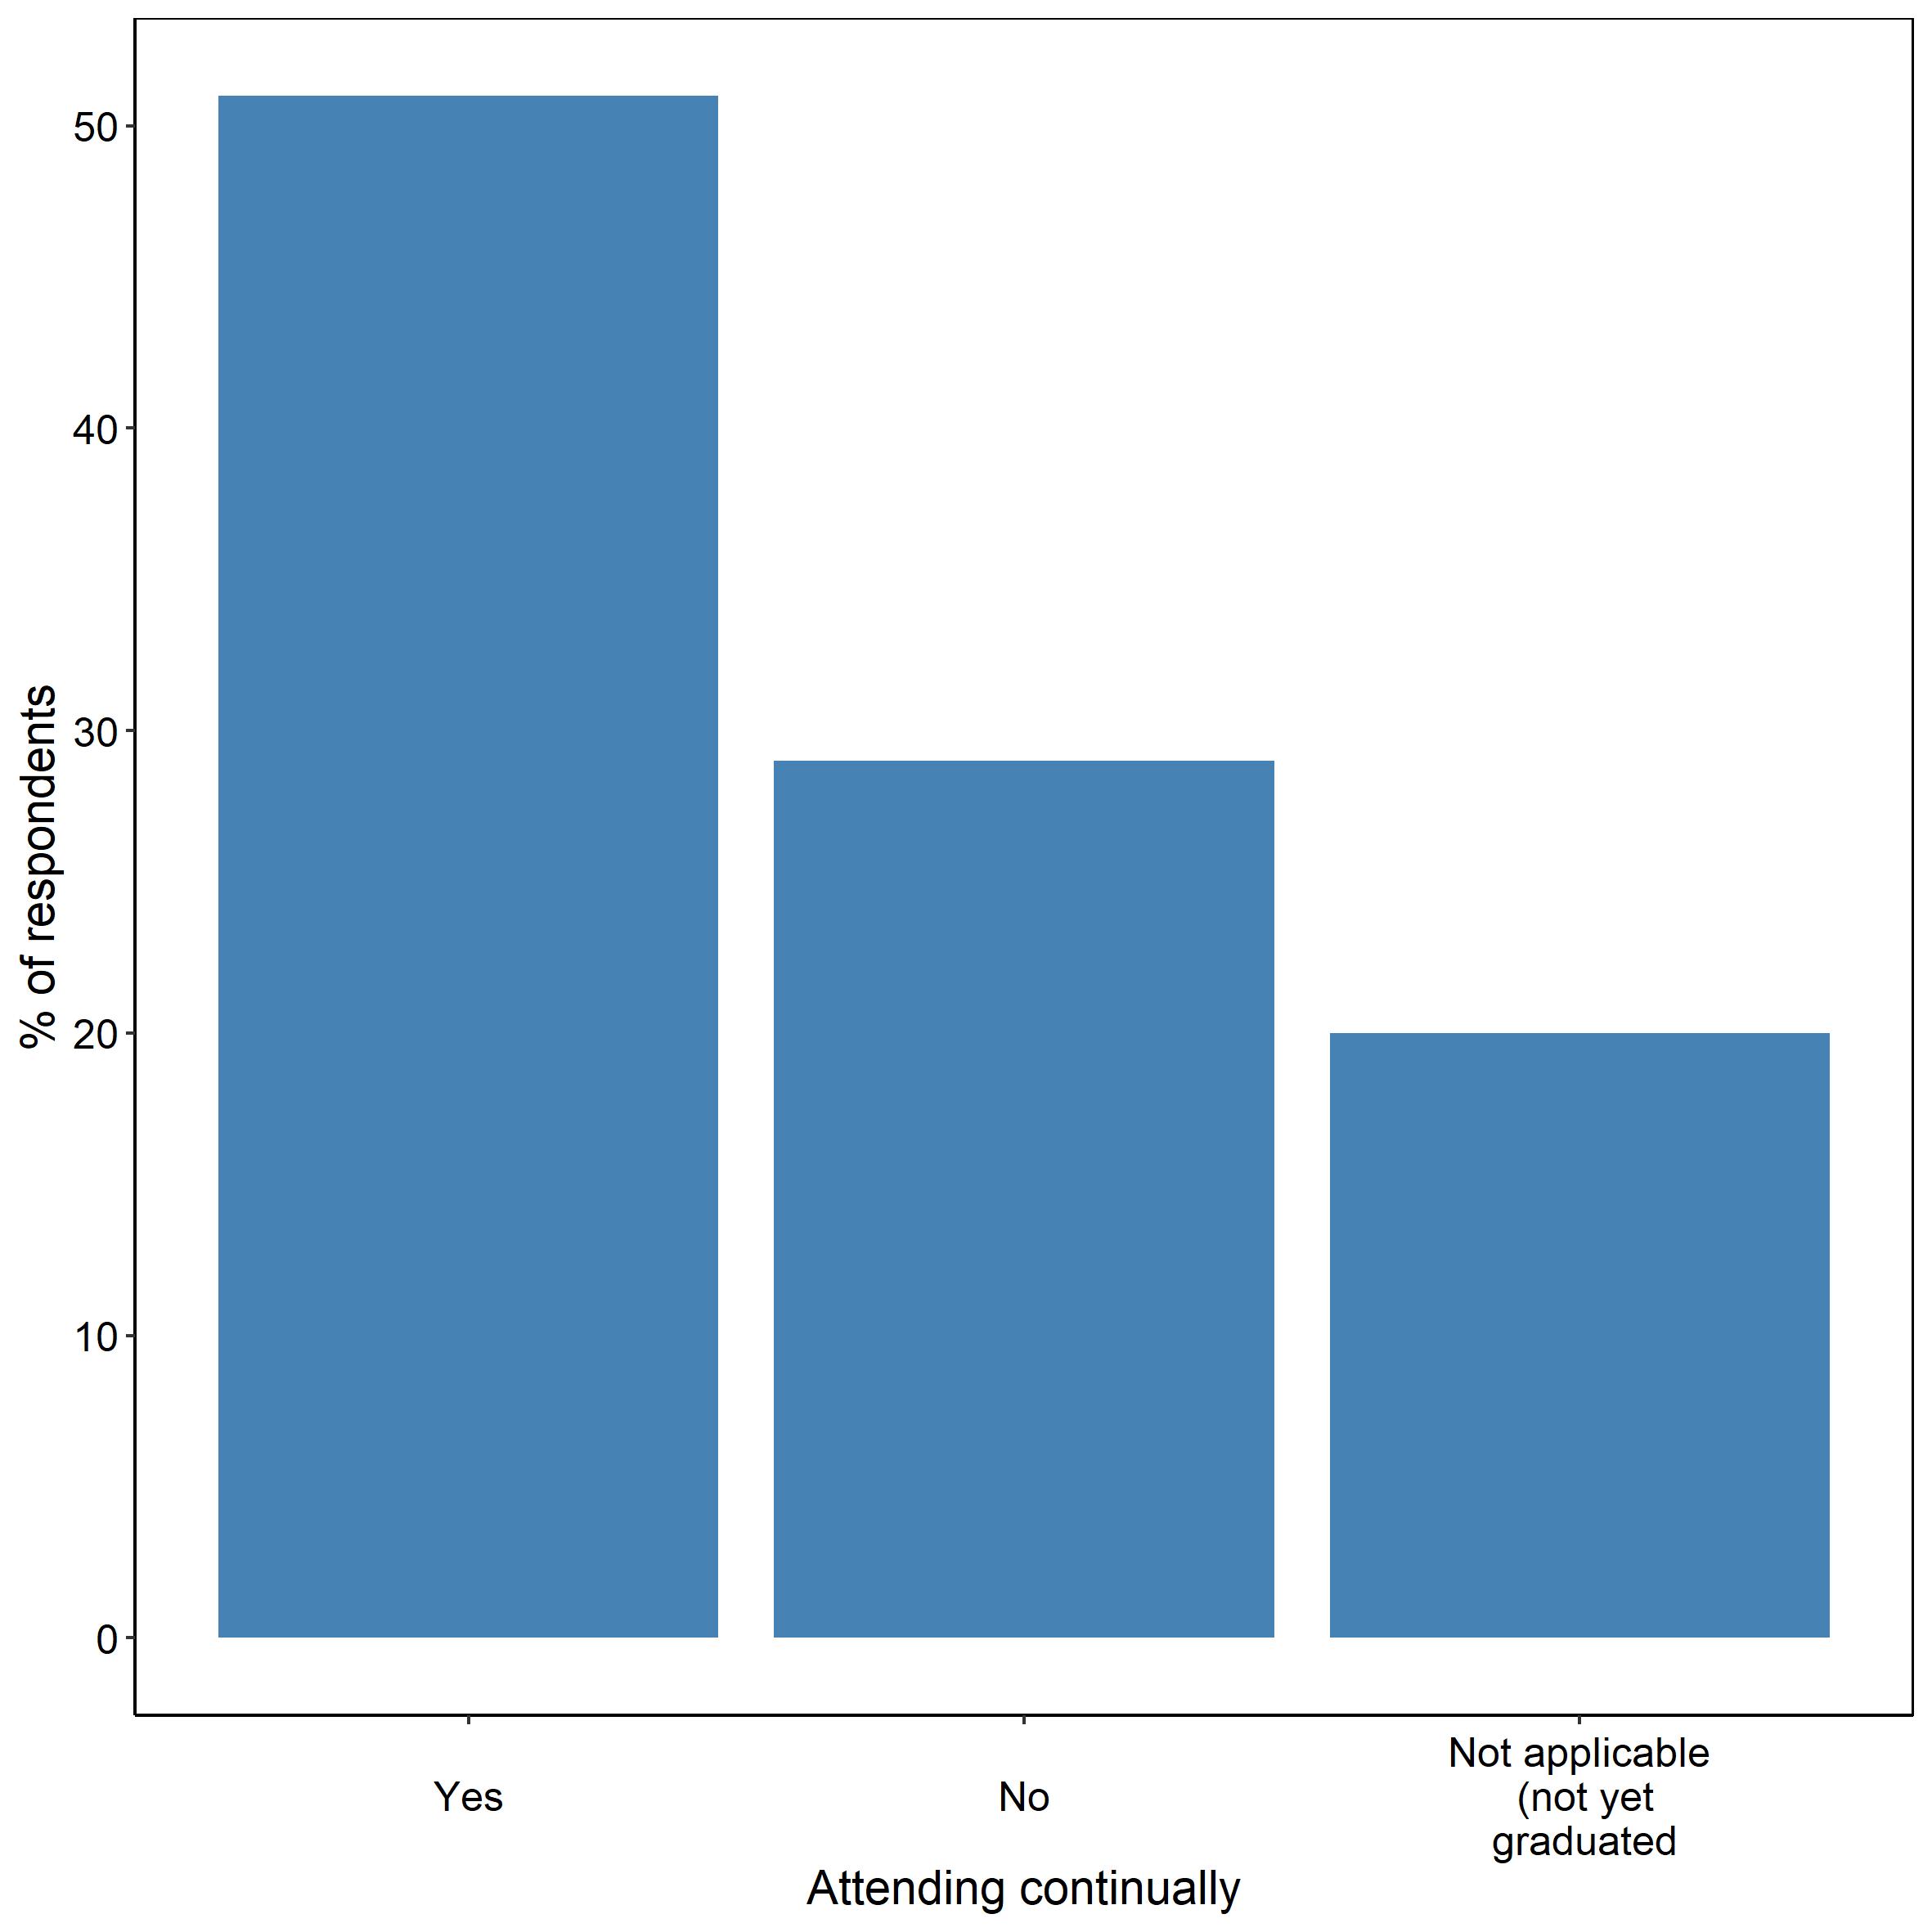 % of respondents
50
40
30
20
10
0
Yes
No
Not applicable
(not yet
graduated
Attending continually